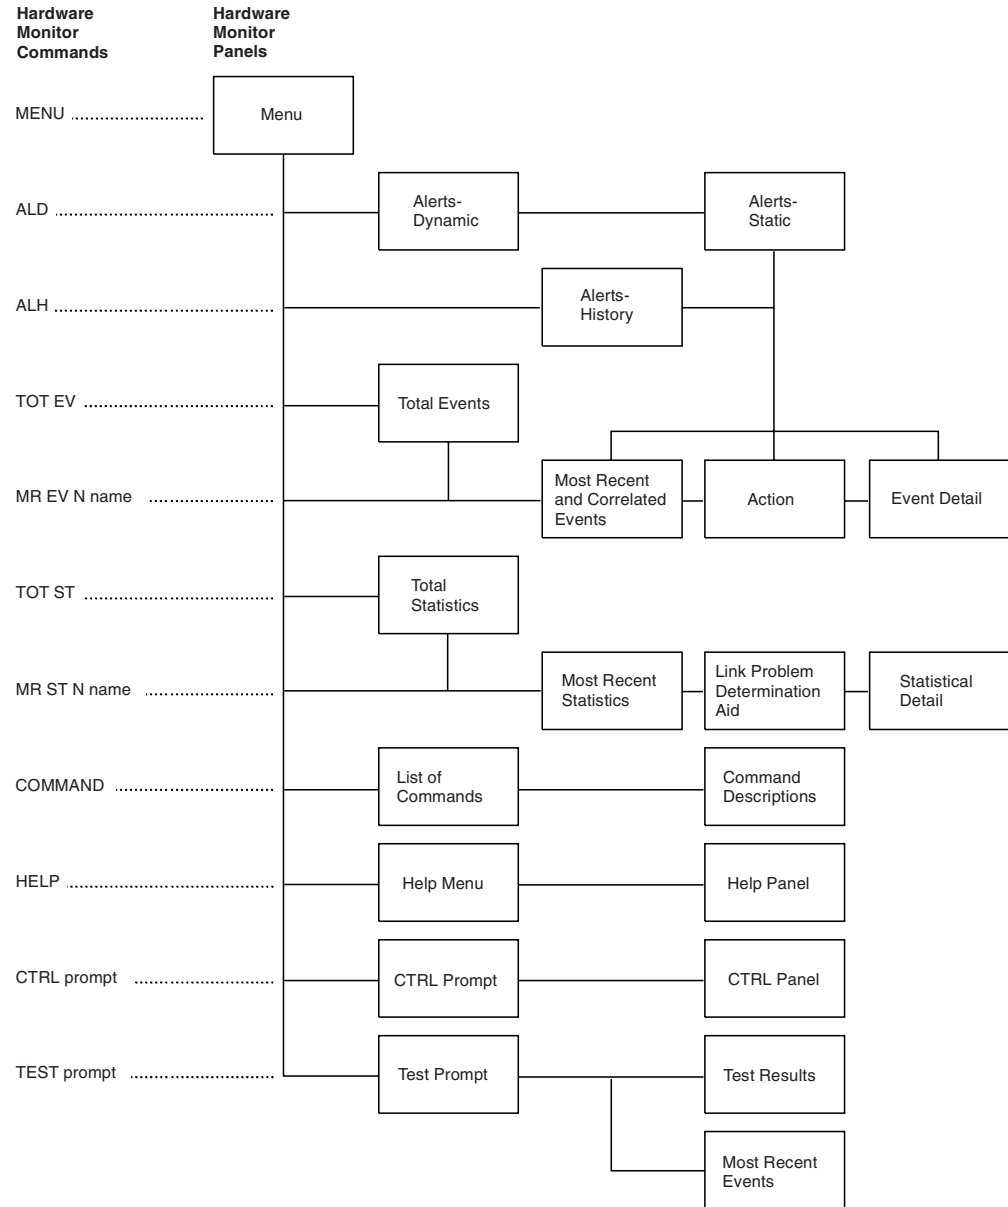 Hardware
Monitor
Commands
Hardware
Monitor
Panels
MENU
Menu
ALD
Alerts-
Dynamic
Alerts-
Static
ALH
Alerts-
History
TOT EV
Total Events
MR EV N name
Most Recent
and Correlated
Events
Action
Event Detail
TOT ST
Total
Statistics
MR ST N name
Most Recent
Statistics
Link Problem
Determination
Aid
Statistical
Detail
COMMAND
List of
Commands
Command
Descriptions
HELP
Help Menu
Help Panel
CTRL prompt
CTRL Prompt
CTRL Panel
TEST prompt
Test Prompt
Test Results
Most Recent
Events